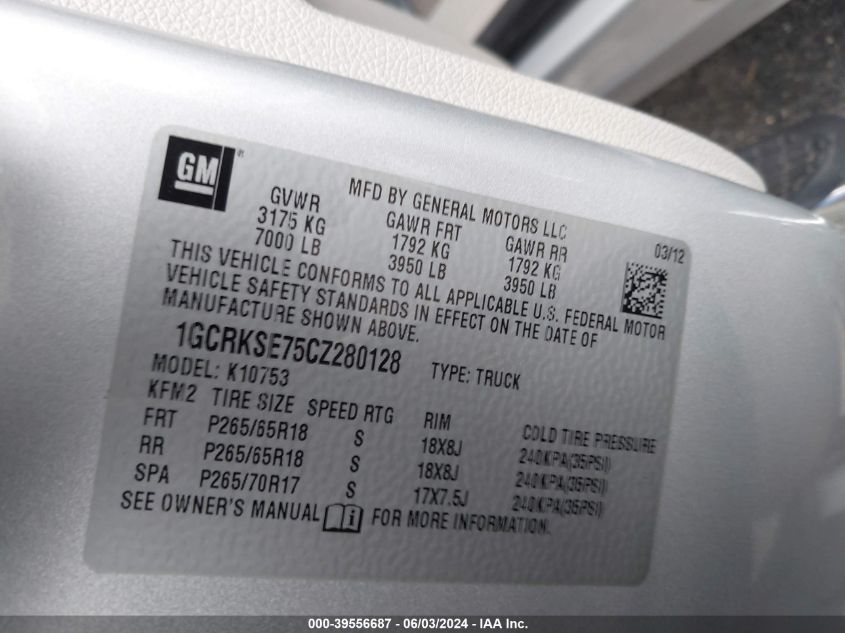 GM
MFD BY GENERAL MOTORS LLC
03/12
GVWR GAWR FRT GAWR RR
3175 KG 1792 KG 1792 KG
7000 LB 3950 LB 3950 LB
THIS VEHICLE CONFORMS TO ALL APPLICABLE U.S. FEDERAL MOTOR
VEHICLE SAFETY STANDARDS IN EFFECT ON THE DATE OF
MANUFACTURE SHOWN ABOVE.
1GCRKSE75CZ280128 TYPE: TRUCK
MODEL: K10753
KFM2 TIRE SIZE SPEED RTG RIM COLD TIRE PRESSURE
FRT P265/65R18 S 18X8J 240KPA(35PSI)
RR P265/65R18 S 18X8J 240KPA(35PSI)
SPA P265/70R17 S 17X7.5J 240KPA(35PSI)
SEE OWNER'S MANUAL FOR MORE INFORMATION.
000-39556687 - 06/03/2024 - IAA Inc.